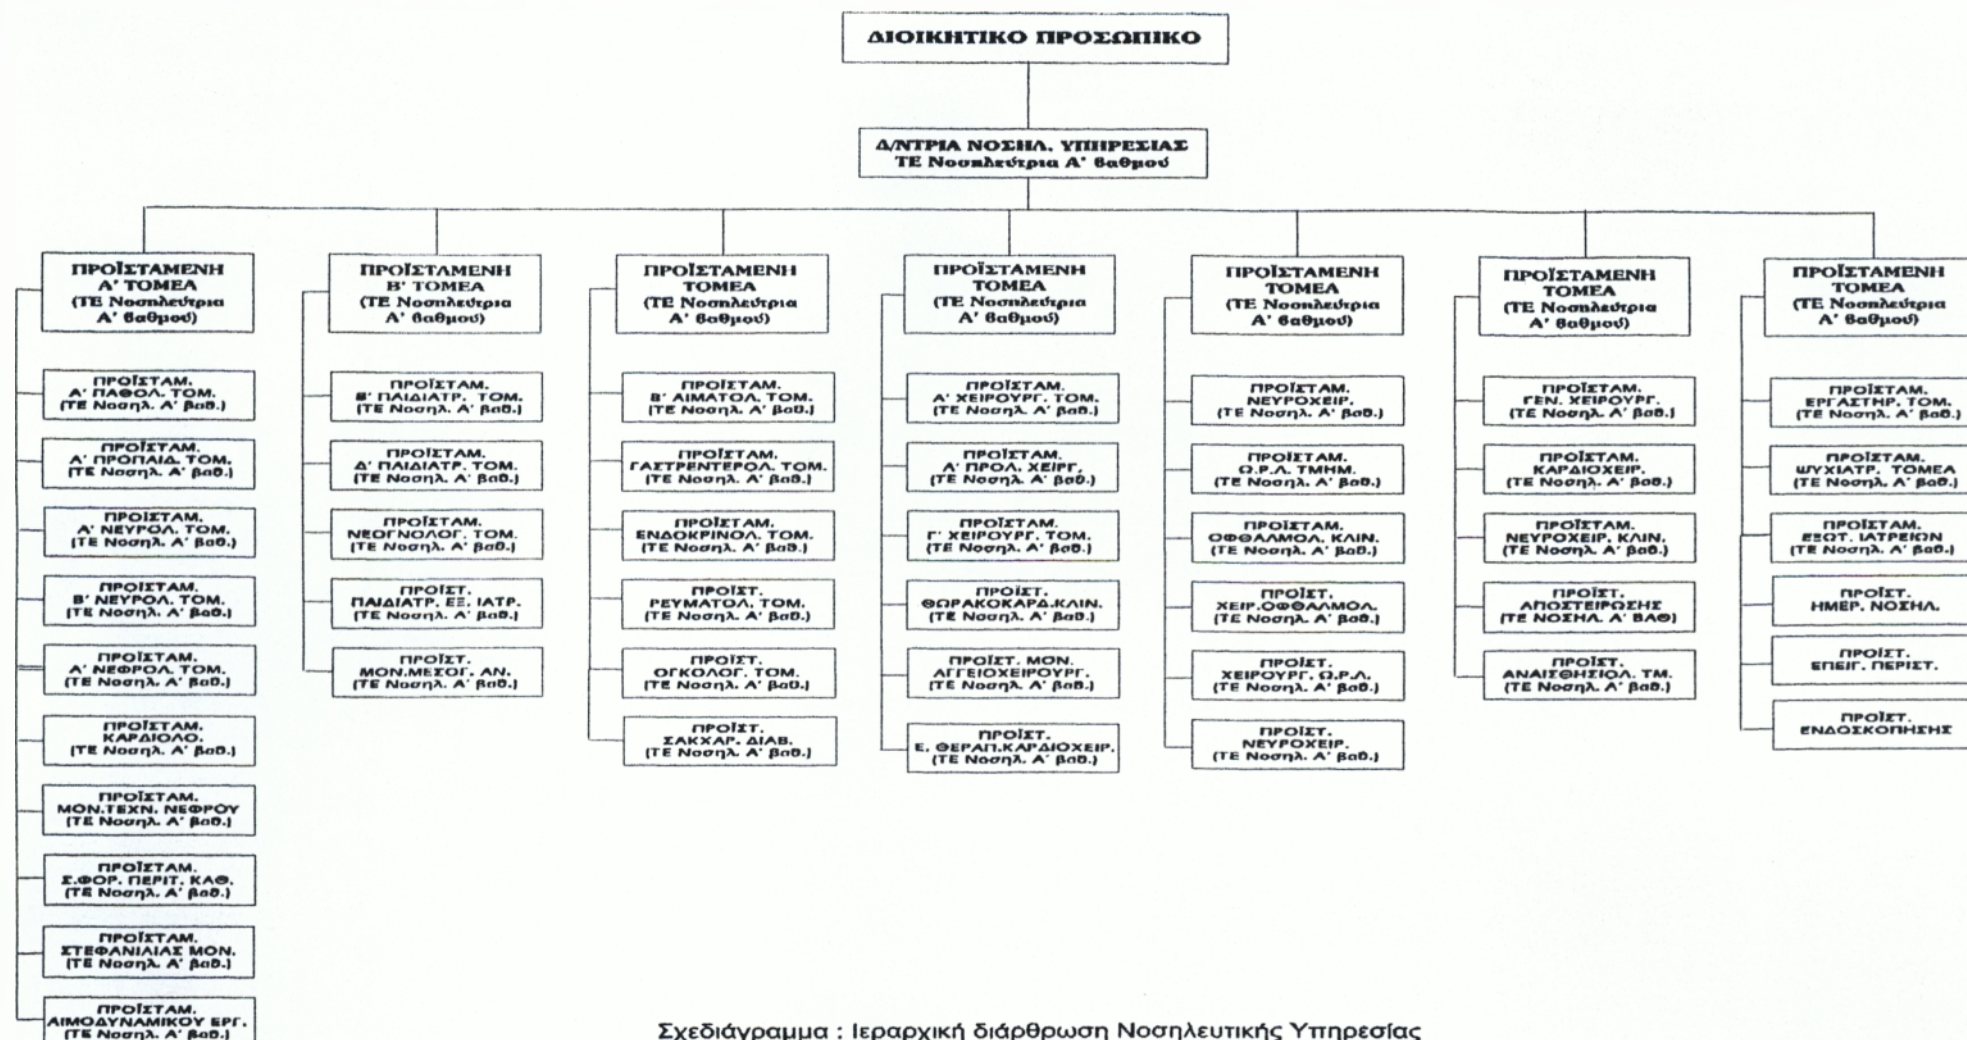 ΔΙΟΙΚΗΤΙΚΟ ΠΡΟΣΩΠΙΚΟ
Δ/ΝΤΡΙΑ ΝΟΣΗΛ. ΥΠΗΡΕΣΙΑΣ
ΤΕ Νοσηλεύτρια Α' βαθμού
ΠΡΟΪΣΤΑΜΕΝΗ
Α' ΤΟΜΕΑ
(ΤΕ Νοσηλεύτρια
Α' βαθμού)
ΠΡΟΪΣΤΑΜ.
Α' ΠΑΘΟΛ. ΤΟΜ.
(ΤΕ Νοσηλ. Α' βαθ.)
ΠΡΟΪΣΤΑΜ.
Α' ΠΡΟΠΑΙΔ. ΤΟΜ.
(ΤΕ Νοσηλ. Α' βαθ.)
ΠΡΟΪΣΤΑΜ.
Α' ΝΕΥΡΟΛ. ΤΟΜ.
(ΤΕ Νοσηλ. Α' βαθ.)
ΠΡΟΪΣΤΑΜ.
Β' ΝΕΥΡΟΛ. ΤΟΜ.
(ΤΕ Νοσηλ. Α' βαθ.)
ΠΡΟΪΣΤΑΜ.
Α' ΝΕΦΡΟΛ. ΤΟΜ.
(ΤΕ Νοσηλ. Α' βαθ.)
ΠΡΟΪΣΤΑΜ.
ΚΑΡΔΙΟΛΟ.
(ΤΕ Νοσηλ. Α' βαθ.)
ΠΡΟΪΣΤΑΜ.
ΜΟΝ.ΤΕΧΝ. ΝΕΦΡΟΥ
(ΤΕ Νοσηλ. Α' βαθ.)
ΠΡΟΪΣΤΑΜ.
Σ.ΦΟΡ. ΠΕΡΙΤ. ΚΑΘ.
(ΤΕ Νοσηλ. Α' βαθ.)
ΠΡΟΪΣΤΑΜ.
ΣΤΕΦΑΝΙΑΙΑΣ ΜΟΝ.
(ΤΕ Νοσηλ. Α' βαθ.)
ΠΡΟΪΣΤΑΜ.
ΑΙΜΟΔΥΝΑΜΙΚΟΥ ΕΡΓ.
(ΤΕ Νοσηλ. Α' βαθ.)
ΠΡΟΪΣΤΑΜΕΝΗ
Β' ΤΟΜΕΑ
(ΤΕ Νοσηλεύτρια
Α' βαθμού)
ΠΡΟΪΣΤΑΜ.
Β' ΠΑΙΔΙΑΤΡ. ΤΟΜ.
(ΤΕ Νοσηλ. Α' βαθ.)
ΠΡΟΪΣΤΑΜ.
Δ' ΠΑΙΔΙΑΤΡ. ΤΟΜ.
(ΤΕ Νοσηλ. Α' βαθ.)
ΠΡΟΪΣΤΑΜ.
ΝΕΟΓΝΟΛΟΓ. ΤΟΜ.
(ΤΕ Νοσηλ. Α' βαθ.)
ΠΡΟΪΣΤ.
ΠΑΙΔΙΑΤΡ. ΕΞ. ΙΑΤΡ.
(ΤΕ Νοσηλ. Α' βαθ.)
ΠΡΟΪΣΤ.
ΜΟΝ.ΜΕΣΟΓ. ΑΝ.
(ΤΕ Νοσηλ. Α' βαθ.)
ΠΡΟΪΣΤΑΜΕΝΗ
ΤΟΜΕΑ
(ΤΕ Νοσηλεύτρια
Α' βαθμού)
ΠΡΟΪΣΤΑΜ.
Β' ΑΙΜΑΤΟΛ. ΤΟΜ.
(ΤΕ Νοσηλ. Α' βαθ.)
ΠΡΟΪΣΤΑΜ.
ΓΑΣΤΡΕΝΤΕΡΟΛ. ΤΟΜ.
(ΤΕ Νοσηλ. Α' βαθ.)
ΠΡΟΪΣΤΑΜ.
ΕΝΔΟΚΡΙΝΟΛ. ΤΟΜ.
(ΤΕ Νοσηλ. Α' βαθ.)
ΠΡΟΪΣΤ.
ΡΕΥΜΑΤΟΛ. ΤΟΜ.
(ΤΕ Νοσηλ. Α' βαθ.)
ΠΡΟΪΣΤ.
ΟΓΚΟΛΟΓ. ΤΟΜ.
(ΤΕ Νοσηλ. Α' βαθ.)
ΠΡΟΪΣΤ.
ΣΑΚΧΑΡ. ΔΙΑΒ.
(ΤΕ Νοσηλ. Α' βαθ.)
ΠΡΟΪΣΤΑΜΕΝΗ
ΤΟΜΕΑ
(ΤΕ Νοσηλεύτρια
Α' βαθμού)
ΠΡΟΪΣΤΑΜ.
Α' ΧΕΙΡΟΥΡΓ. ΤΟΜ.
(ΤΕ Νοσηλ. Α' βαθ.)
ΠΡΟΪΣΤΑΜ.
Α' ΠΡΟΛ. ΧΕΙΡΓ.
(ΤΕ Νοσηλ. Α' βαθ.)
ΠΡΟΪΣΤΑΜ.
Γ' ΧΕΙΡΟΥΡΓ. ΤΟΜ.
(ΤΕ Νοσηλ. Α' βαθ.)
ΠΡΟΪΣΤ.
ΘΩΡΑΚΟΚΑΡΔ.ΚΛΙΝ.
(ΤΕ Νοσηλ. Α' βαθ.)
ΠΡΟΪΣΤ. ΜΟΝ.
ΑΓΓΕΙΟΧΕΙΡΟΥΡΓ.
(ΤΕ Νοσηλ. Α' βαθ.)
ΠΡΟΪΣΤ.
Ε. ΘΕΡΑΠ.ΚΑΡΔΙΟΧΕΙΡ.
(ΤΕ Νοσηλ. Α' βαθ.)
ΠΡΟΪΣΤΑΜΕΝΗ
ΤΟΜΕΑ
(ΤΕ Νοσηλεύτρια
Α' βαθμού)
ΠΡΟΪΣΤΑΜ.
ΝΕΥΡΟΧΕΙΡ.
(ΤΕ Νοσηλ. Α' βαθ.)
ΠΡΟΪΣΤΑΜ.
Ω.Ρ.Λ. ΤΜΗΜ.
(ΤΕ Νοσηλ. Α' βαθ.)
ΠΡΟΪΣΤΑΜ.
ΟΦΘΑΛΜΟΛ. ΚΛΙΝ.
(ΤΕ Νοσηλ. Α' βαθ.)
ΠΡΟΪΣΤ.
ΧΕΙΡ.ΟΦΘΑΛΜΟΛ.
(ΤΕ Νοσηλ. Α' βαθ.)
ΠΡΟΪΣΤ.
ΧΕΙΡΟΥΡΓ. Ω.Ρ.Λ.
(ΤΕ Νοσηλ. Α' βαθ.)
ΠΡΟΪΣΤ.
ΝΕΥΡΟΧΕΙΡ.
(ΤΕ Νοσηλ. Α' βαθ.)
ΠΡΟΪΣΤΑΜΕΝΗ
ΤΟΜΕΑ
(ΤΕ Νοσηλεύτρια
Α' βαθμού)
ΠΡΟΪΣΤΑΜ.
ΓΕΝ. ΧΕΙΡΟΥΡΓ.
(ΤΕ Νοσηλ. Α' βαθ.)
ΠΡΟΪΣΤΑΜ.
ΚΑΡΔΙΟΧΕΙΡ.
(ΤΕ Νοσηλ. Α' βαθ.)
ΠΡΟΪΣΤΑΜ.
ΝΕΥΡΟΧΕΙΡ. ΚΛΙΝ.
(ΤΕ Νοσηλ. Α' βαθ.)
ΠΡΟΪΣΤ.
ΑΠΟΣΤΕΙΡΩΣΗΣ
(ΤΕ ΝΟΣΗΛ. Α' ΒΑΘ)
ΠΡΟΪΣΤ.
ΑΝΑΙΣΘΗΣΙΟΛ. ΤΜ.
(ΤΕ Νοσηλ. Α' βαθ.)
ΠΡΟΪΣΤΑΜΕΝΗ
ΤΟΜΕΑ
(ΤΕ Νοσηλεύτρια
Α' βαθμού)
ΠΡΟΪΣΤΑΜ.
ΕΡΓΑΣΤΗΡ. ΤΟΜ.
(ΤΕ Νοσηλ. Α' βαθ.)
ΠΡΟΪΣΤΑΜ.
ΨΥΧΙΑΤΡ. ΤΟΜΕΑ
(ΤΕ Νοσηλ. Α' βαθ.)
ΠΡΟΪΣΤΑΜ.
ΕΞΩΤ. ΙΑΤΡΕΙΩΝ
(ΤΕ Νοσηλ. Α' βαθ.)
ΠΡΟΪΣΤ.
ΗΜΕΡ. ΝΟΣΗΛ.
ΠΡΟΪΣΤ.
ΕΠΕΙΓ. ΠΕΡΙΣΤ.
ΠΡΟΪΣΤ.
ΕΝΔΟΣΚΟΠΗΣΗΣ
Σχεδιάγραμμα : Ιεραρχική διάρθρωση Νοσηλευτικής Υπηρεσίας